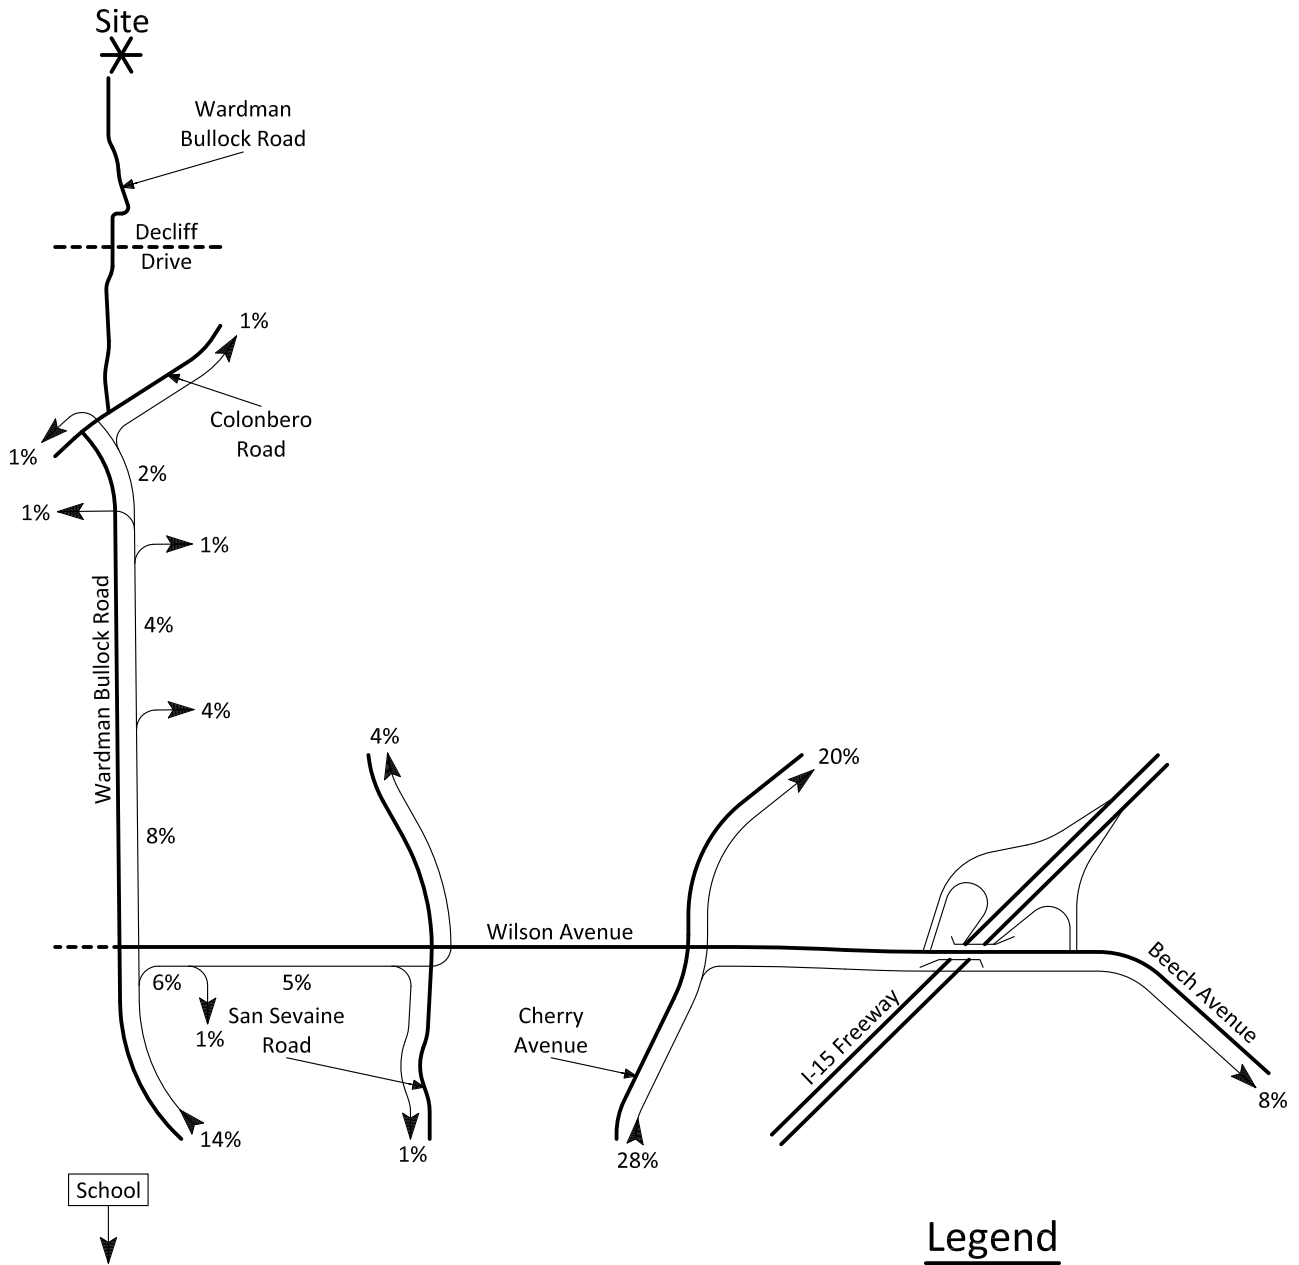 Site
Wardman
Bullock Road
Decliff
Drive
1%
Colonbero
Road
1%
2%
1%
1%
Wardman Bullock Road
4%
4%
4%
20%
8%
Wilson Avenue
Beech Avenue
6%
5%
1%
San Sevaine
Road
Cherry
Avenue
I-15 Freeway
8%
14%
1%
28%
School
Legend